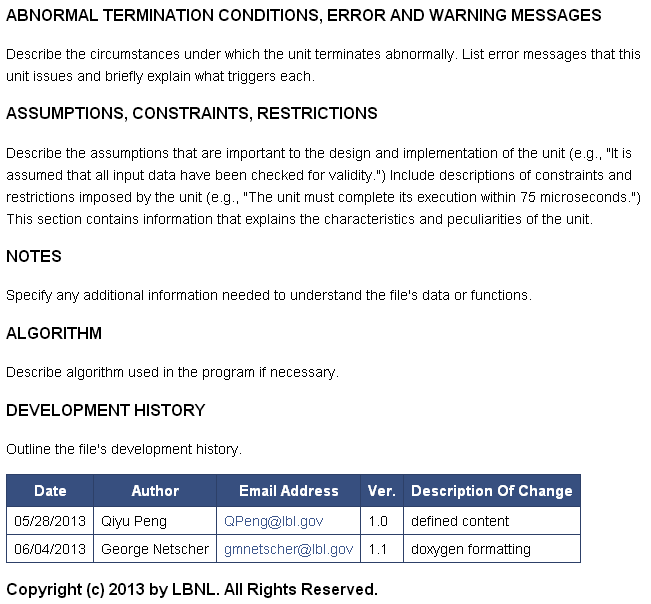 ABNORMAL TERMINATION CONDITIONS, ERROR AND WARNING MESSAGES
Describe the circumstances under which the unit terminates abnormally. List error messages that this
unit issues and briefly explain what triggers each.
ASSUMPTIONS, CONSTRAINTS, RESTRICTIONS
Describe the assumptions that are important to the design and implementation of the unit (e.g., "It is
assumed that all input data have been checked for validity.") Include descriptions of constraints and
restrictions imposed by the unit (e.g., "The unit must complete its execution within 75 microseconds.")
This section contains information that explains the characteristics and peculiarities of the unit.
NOTES
Specify any additional information needed to understand the file's data or functions.
ALGORITHM
Describe algorithm used in the program if necessary.
DEVELOPMENT HISTORY
Outline the file's development history.
Date Author Email Address Ver. Description Of Change
05/28/2013 Qiyu Peng QPeng@lbl.gov 1.0 defined content
06/04/2013 George Netscher gmnetscher@lbl.gov 1.1 doxygen formatting
Copyright (c) 2013 by LBNL. All Rights Reserved.